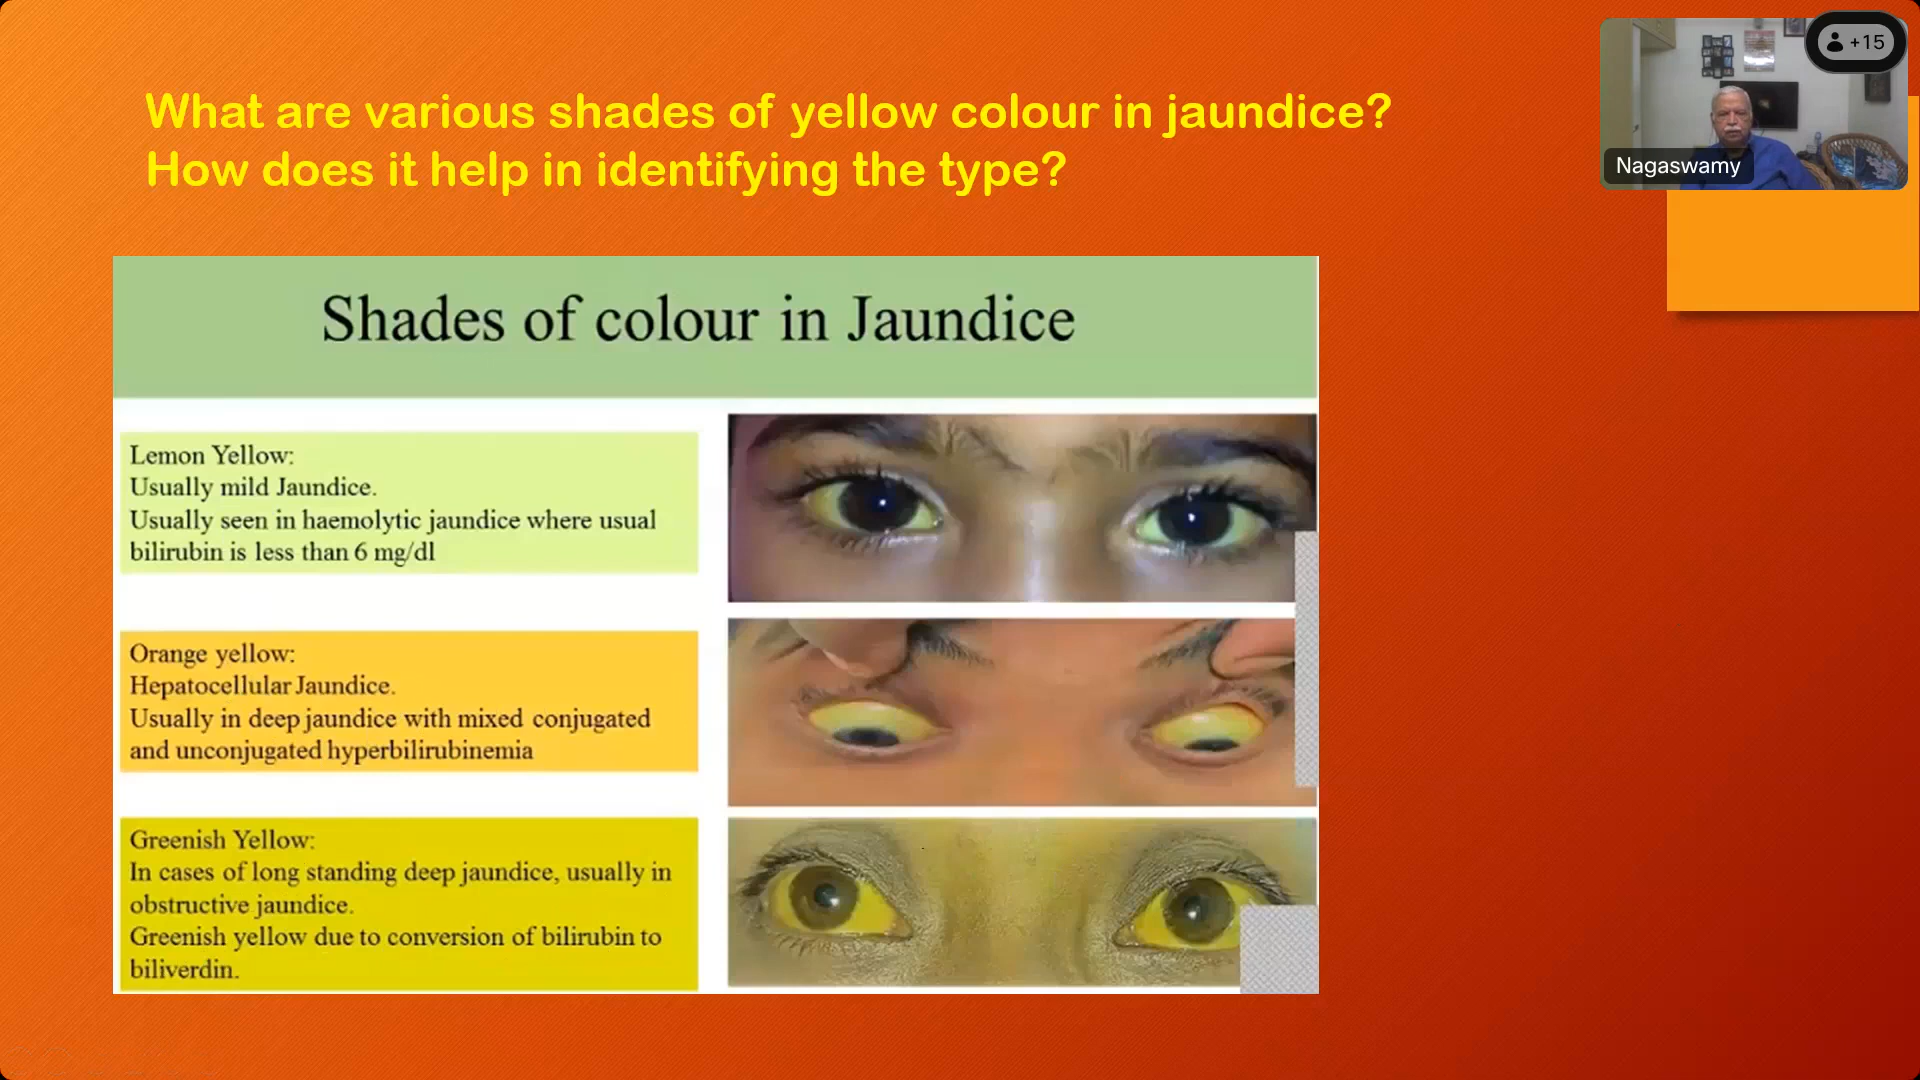 What are various shades of yellow colour in jaundice?
How does it help in identifying the type?
+15
Nagaswamy
Shades of colour in Jaundice
Lemon Yellow:
Usually mild Jaundice.
Usually seen in haemolytic jaundice where usual
bilirubin is less than 6 mg/dl
Orange yellow:
Hepatocellular Jaundice.
Usually in deep jaundice with mixed conjugated
and unconjugated hyperbilirubinemia
Greenish Yellow:
In cases of long standing deep jaundice, usually in
obstructive jaundice.
Greenish yellow due to conversion of bilirubin to
biliverdin.